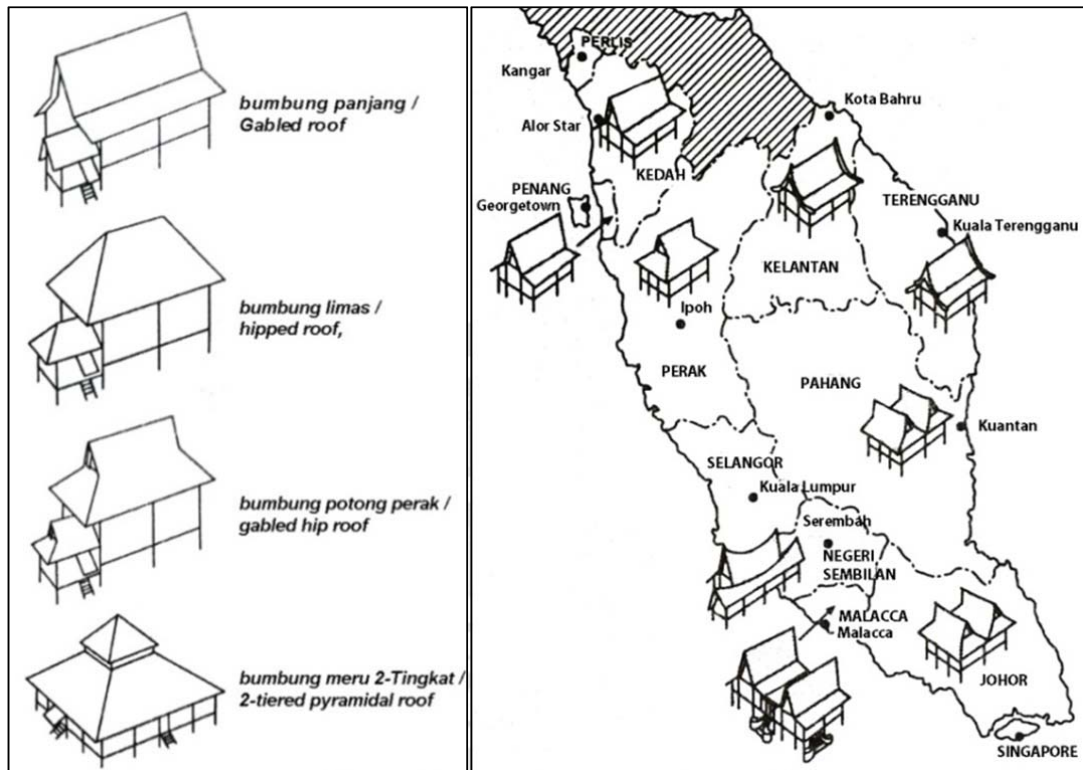 bumbung panjang /
Gabled roof
bumbung limas /
hipped roof,
bumbung potong perak /
gabled hip roof
bumbung meru 2-Tingkat /
2-tiered pyramidal roof
PERLIS
Kangar
Kota Bahru
Alor Star
KEDAH
PENANG
Georgetown
TERENGGANU
Kuala Terengganu
KELANTAN
Ipoh
PERAK
PAHANG
Kuantan
SELANGOR
Kuala Lumpur
Serembah
NEGERI
SEMBILAN
MALACCA
Malacca
JOHOR
SINGAPORE